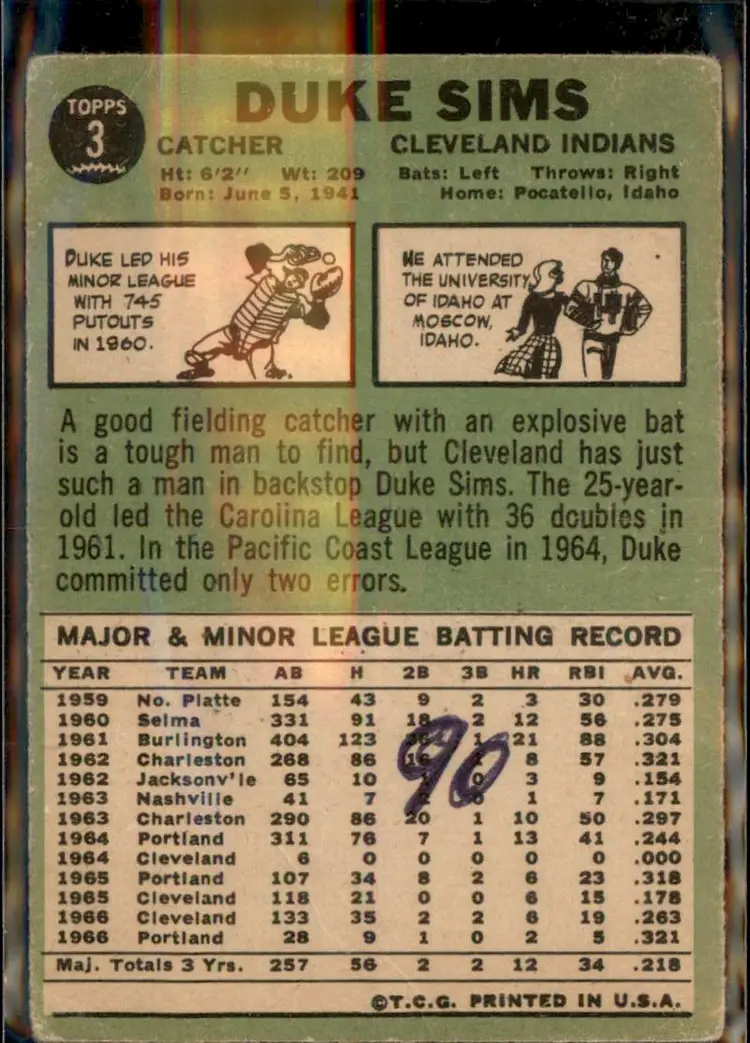 TOPPS
3
DUKE SIMS
CATCHER CLEVELAND INDIANS
Ht: 6'2" Wt: 209 Bats: Left Throws: Right
Born: June 5, 1941 Home: Pocatello, Idaho
DUKE LED HIS
MINOR LEAGUE
WITH 745
PUTOUTS
IN 1960.
HE ATTENDED
THE UNIVERSITY
OF IDAHO AT
MOSCOW,
IDAHO.
A good fielding catcher with an explosive bat
is a tough man to find, but Cleveland has just
such a man in backstop Duke Sims. The 25-year-
old led the Carolina League with 36 doubles in
1961. In the Pacific Coast League in 1964, Duke
committed only two errors.
MAJOR & MINOR LEAGUE BATTING RECORD
YEAR TEAM AB H 2B 3B HR RBI AVG.
1959 No. Platte 154 43 9 2 3 30 .279
1960 Selma 331 91 18 2 12 56 .275
1961 Burlington 404 123 1 21 88 .304
1962 Charleston 268 86 16 8 57 .321
1962 Jacksonv'le 65 10 0 3 9 .154
1963 Nashville 41 7 1 7 .171
1963 Charleston 290 86 20 1 10 50 .297
1964 Portland 311 76 7 1 13 41 .244
1964 Cleveland 6 0 0 0 0 0 .000
1965 Portland 107 34 8 2 6 23 .318
1965 Cleveland 118 21 0 0 6 15 .178
1966 Cleveland 133 35 2 2 6 19 .263
1966 Portland 28 9 1 0 2 5 .321
Maj. Totals 3 Yrs. 257 56 2 2 12 34 .218
©T.C.G. PRINTED IN U.S.A.
90